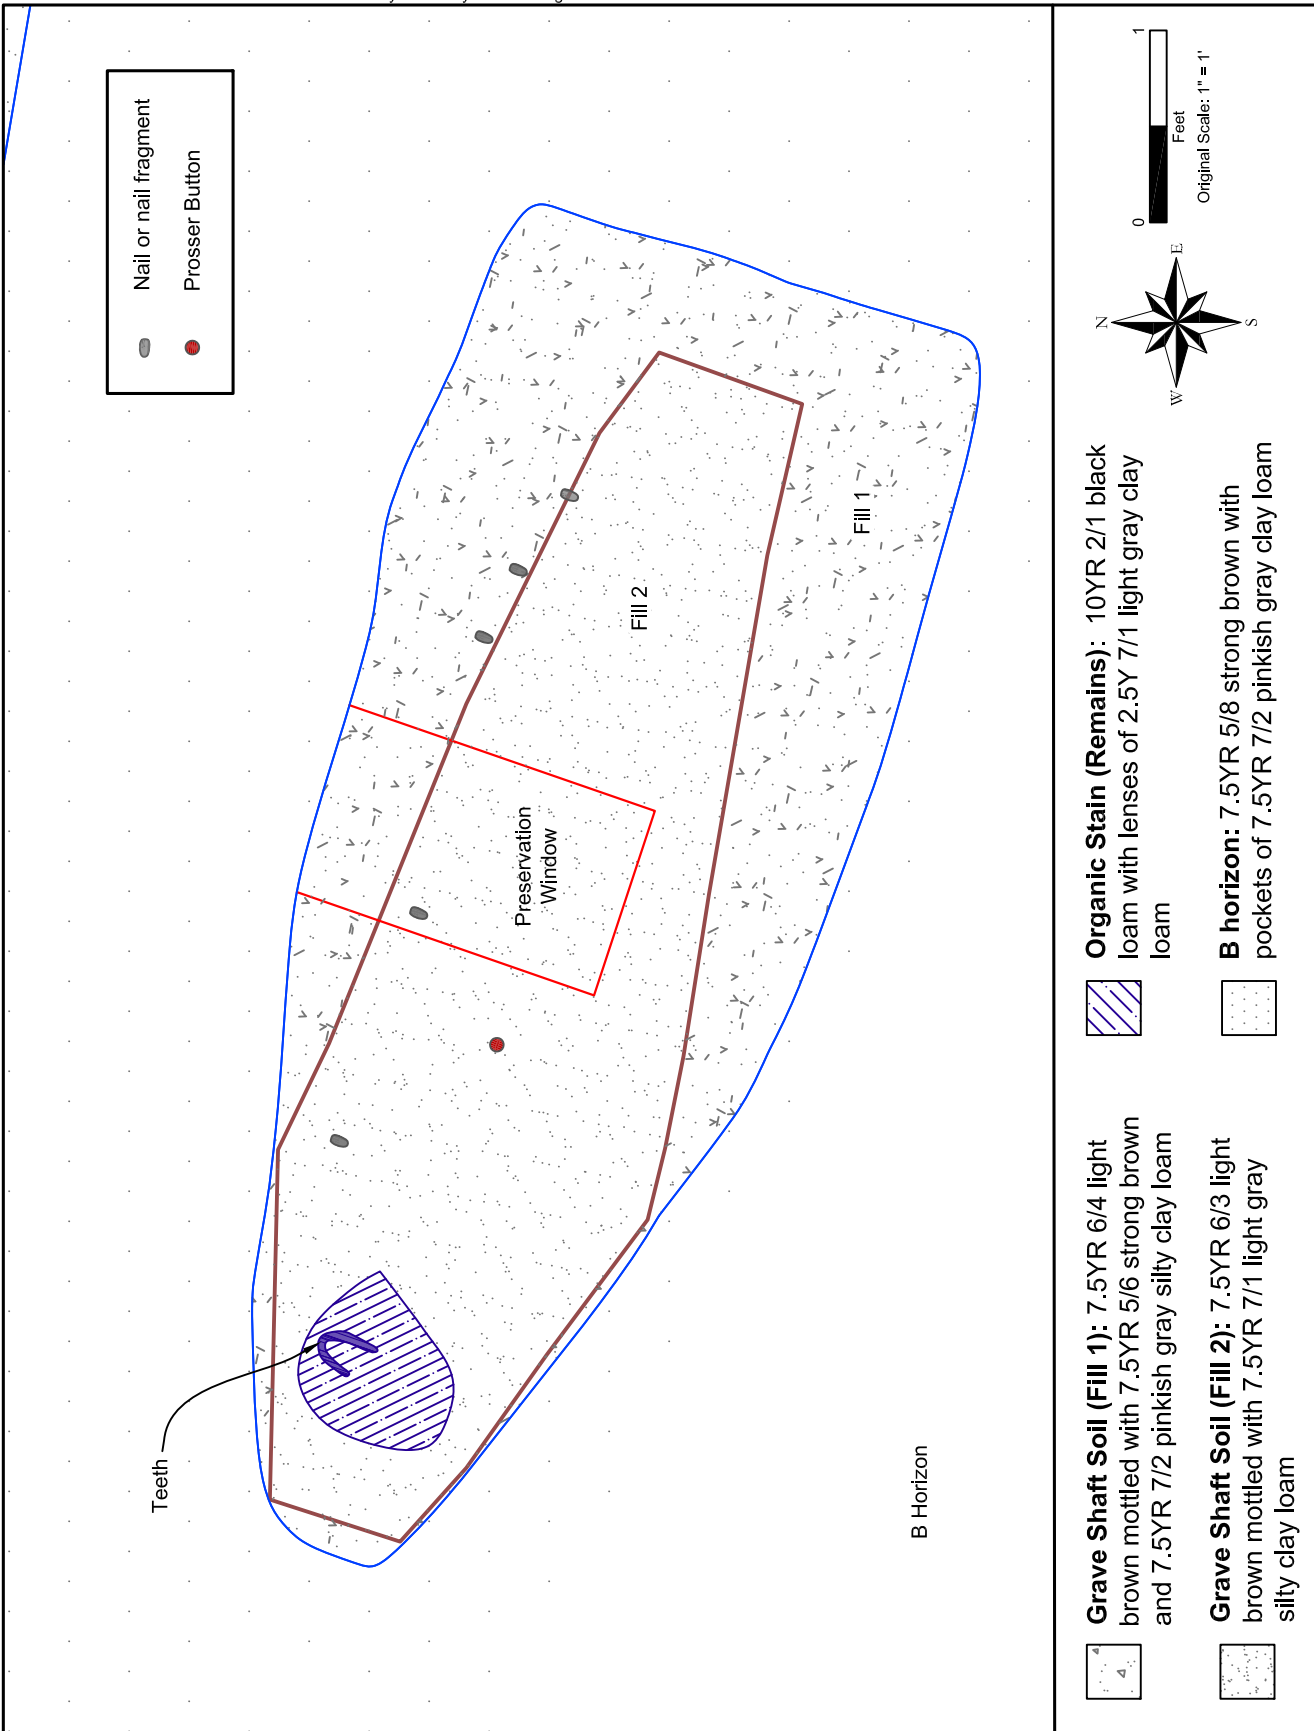 Nail or nail fragment
Prosser Button
Teeth
Preservation
Window
Fill 2
Fill 1
B Horizon
Grave Shaft Soil (Fill 1): 7.5YR 6/4 light
brown mottled with 7.5YR 5/6 strong brown
and 7.5YR 7/2 pinkish gray silty clay loam
Grave Shaft Soil (Fill 2): 7.5YR 6/3 light
brown mottled with 7.5YR 7/1 light gray
silty clay loam
Organic Stain (Remains): 10YR 2/1 black
loam with lenses of 2.5Y 7/1 light gray clay
loam
B horizon: 7.5YR 5/8 strong brown with
pockets of 7.5YR 7/2 pinkish gray clay loam
N
W
E
S
0
1
Feet
Original Scale: 1" = 1'